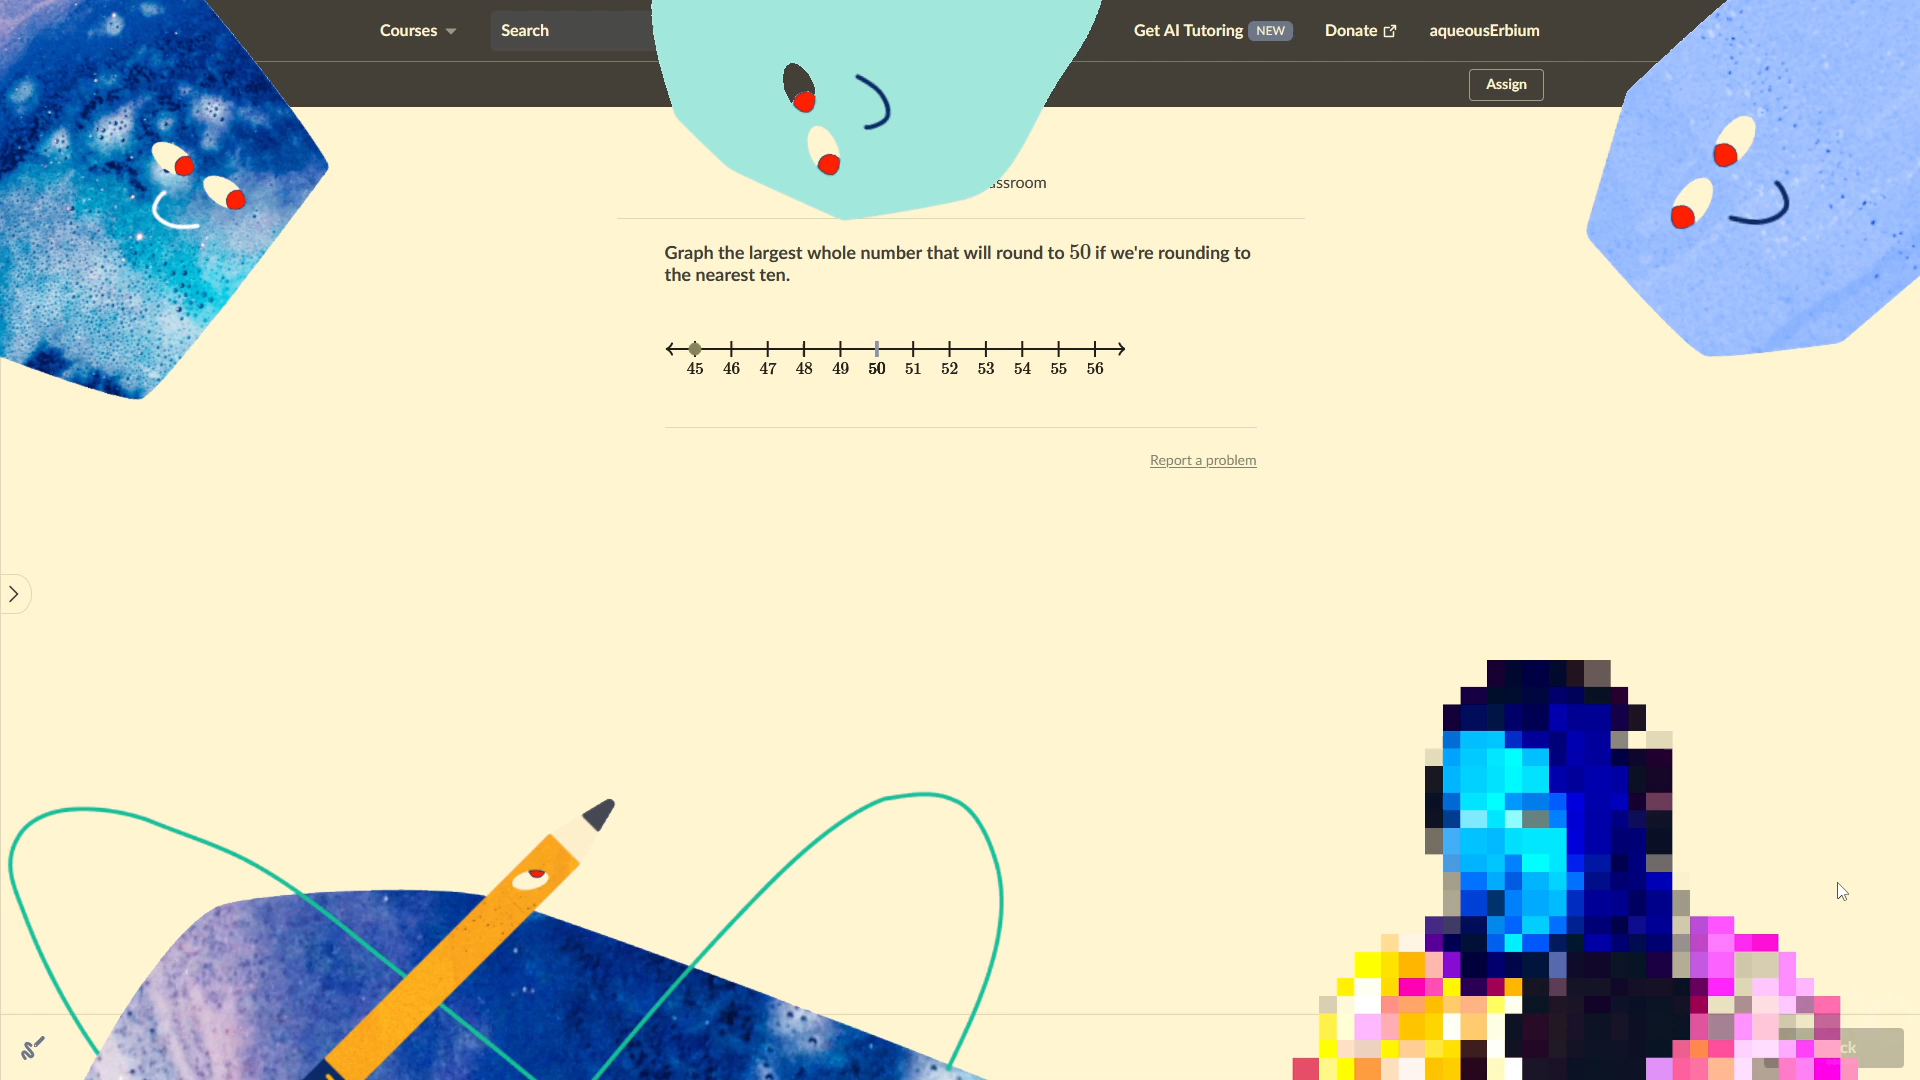 Courses
Search
Get AI Tutoring NEW
Donate
aqueousErbium
Assign
Graph the largest whole number that will round to 50 if we're rounding to
the nearest ten.
45 46 47 48 49 50 51 52 53 54 55 56
Report a problem